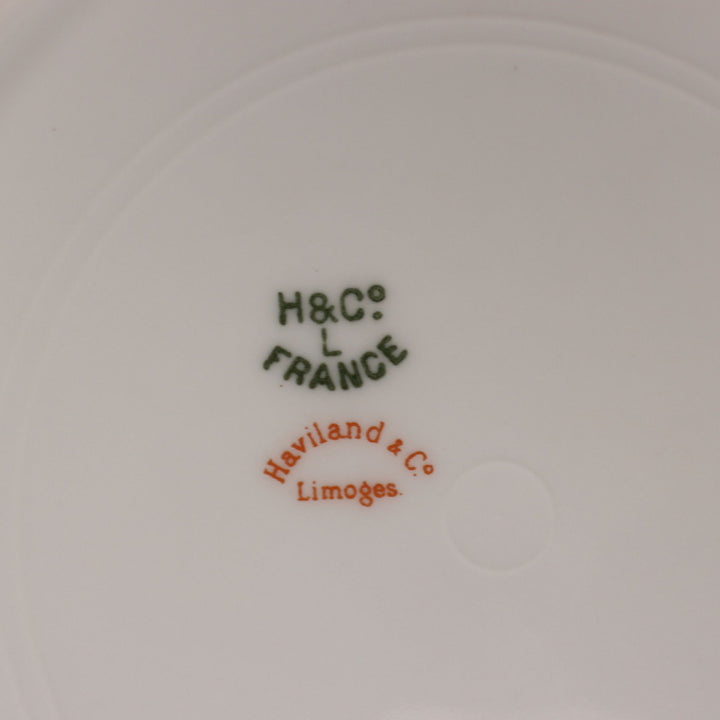 H&Cº
L
FRANCE
Haviland & Cº
Limoges.